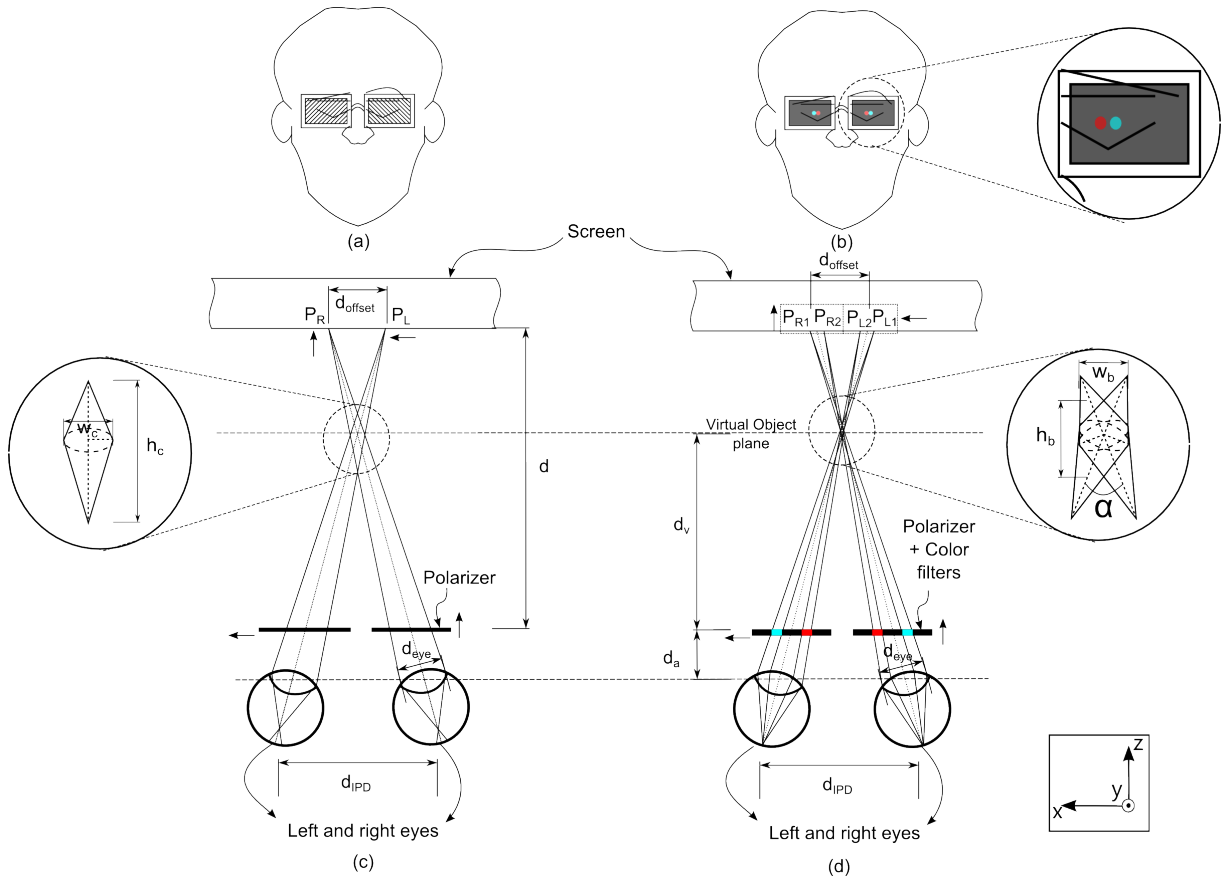 (a)
(b)
Screen
d_offset
P_R
P_L
d_offset
P_R1
P_R2
P_L2
P_L1
w_c
h_c
d
Virtual Object
plane
w_b
h_b
α
d_v
Polarizer
Polarizer
+ Color
filters
d_eye
d_a
d_eye
d_IPD
d_IPD
Left and right eyes
Left and right eyes
(c)
(d)
z
y
x